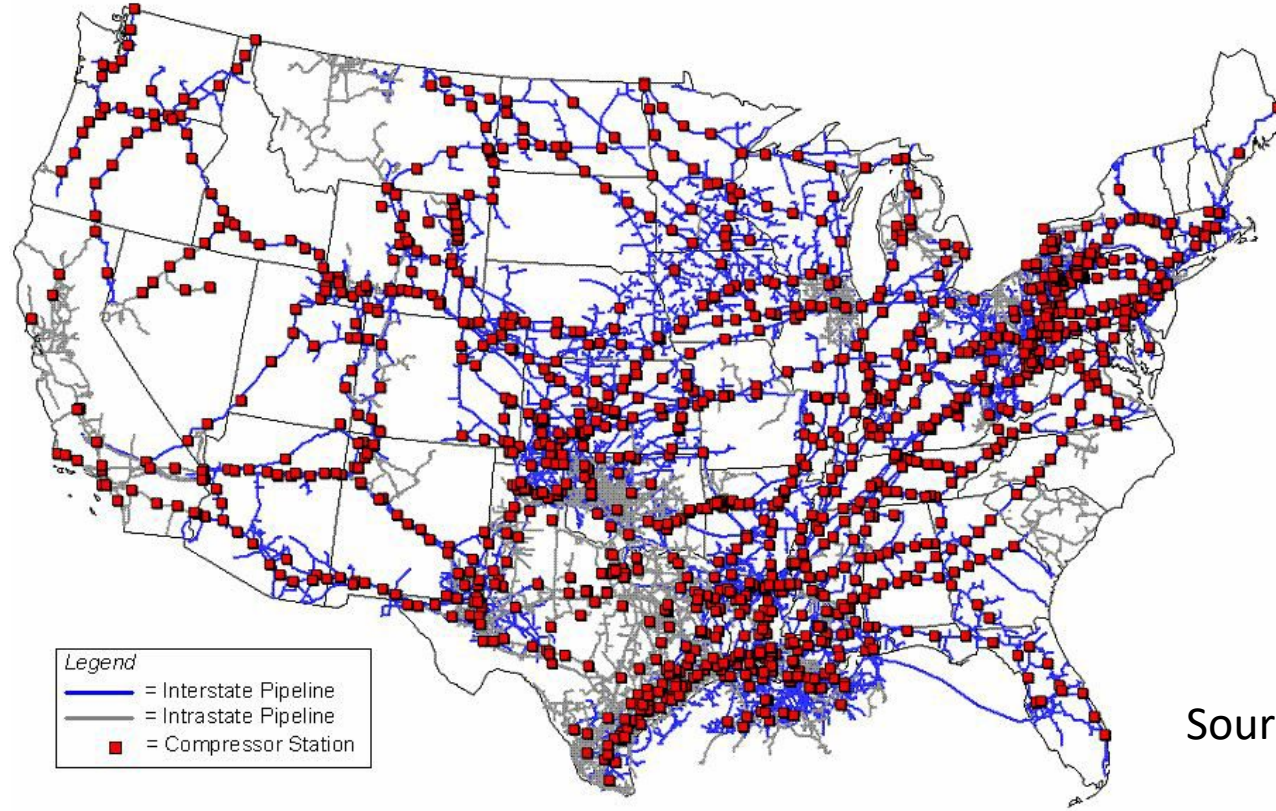 Legend
= Interstate Pipeline
= Intrastate Pipeline
= Compressor Station
Sour